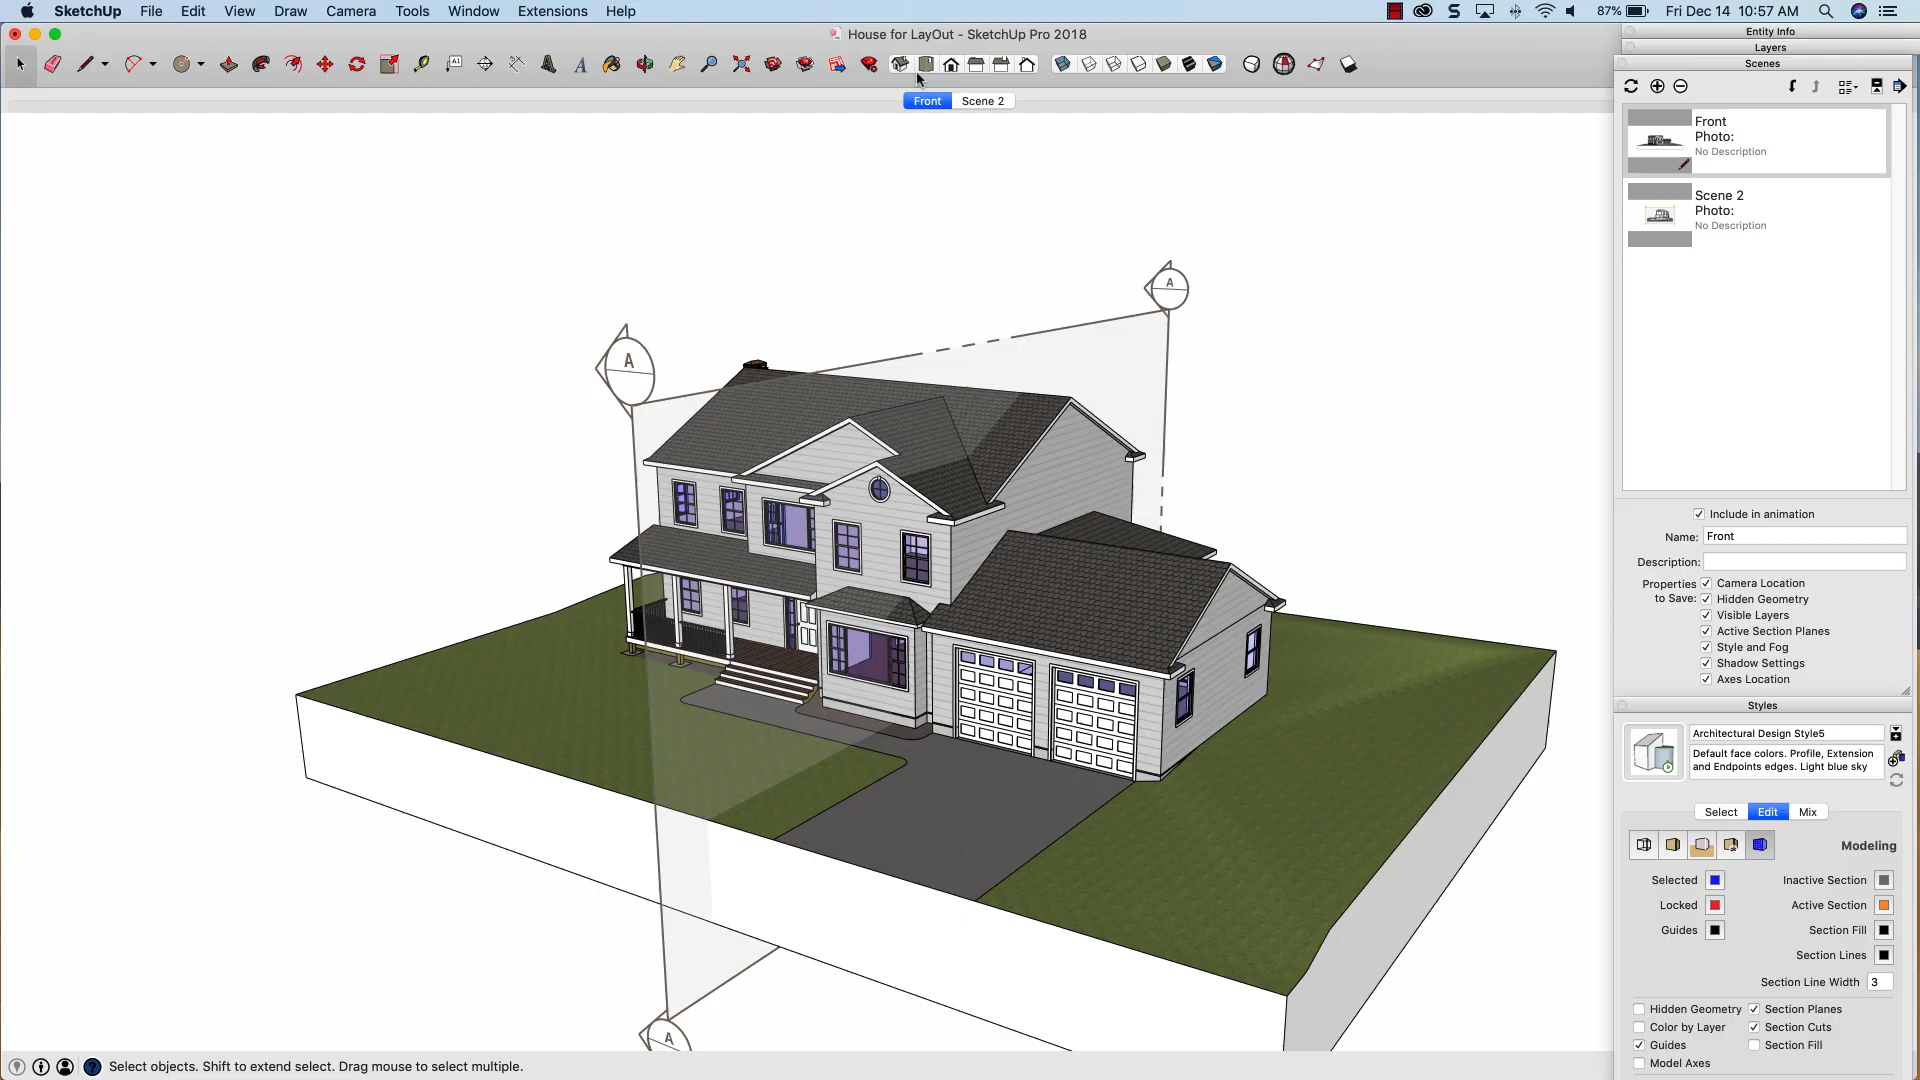 SketchUp File Edit View Draw Camera Tools Window Extensions Help 87% Fri Dec 14 10:57 AM
House for LayOut - SketchUp Pro 2018
Front Scene 2
A
A
A
Select objects. Shift to extend select. Drag mouse to select multiple.
Entity Info
Layers
Scenes
Front
Photo:
No Description
Scene 2
Photo:
No Description
Include in animation
Name: Front
Description:
Properties to Save:
Camera Location
Hidden Geometry
Visible Layers
Active Section Planes
Style and Fog
Shadow Settings
Axes Location
Styles
Architectural Design Style5
Default face colors. Profile, Extension
and Endpoints edges. Light blue sky
Select Edit Mix
Modeling
Selected Inactive Section
Locked Active Section
Guides Section Fill
Section Lines
Section Line Width 3
Hidden Geometry Section Planes
Color by Layer Section Cuts
Guides Section Fill
Model Axes